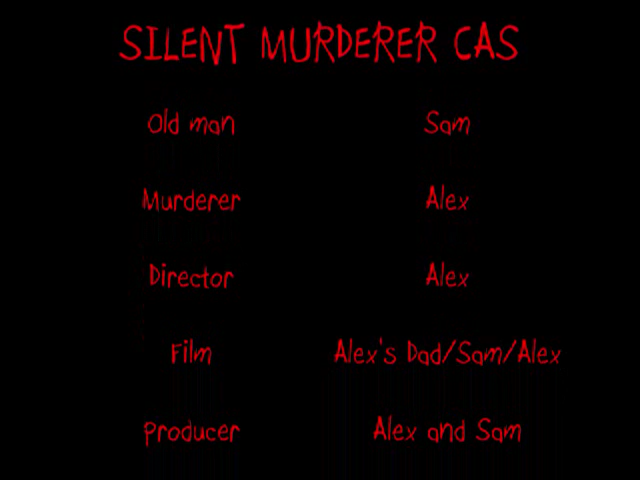 SILENT MURDERER CAS
Old man Sam
Murderer Alex
Director Alex
Film Alex's Dad/Sam/Alex
Producer Alex and Sam